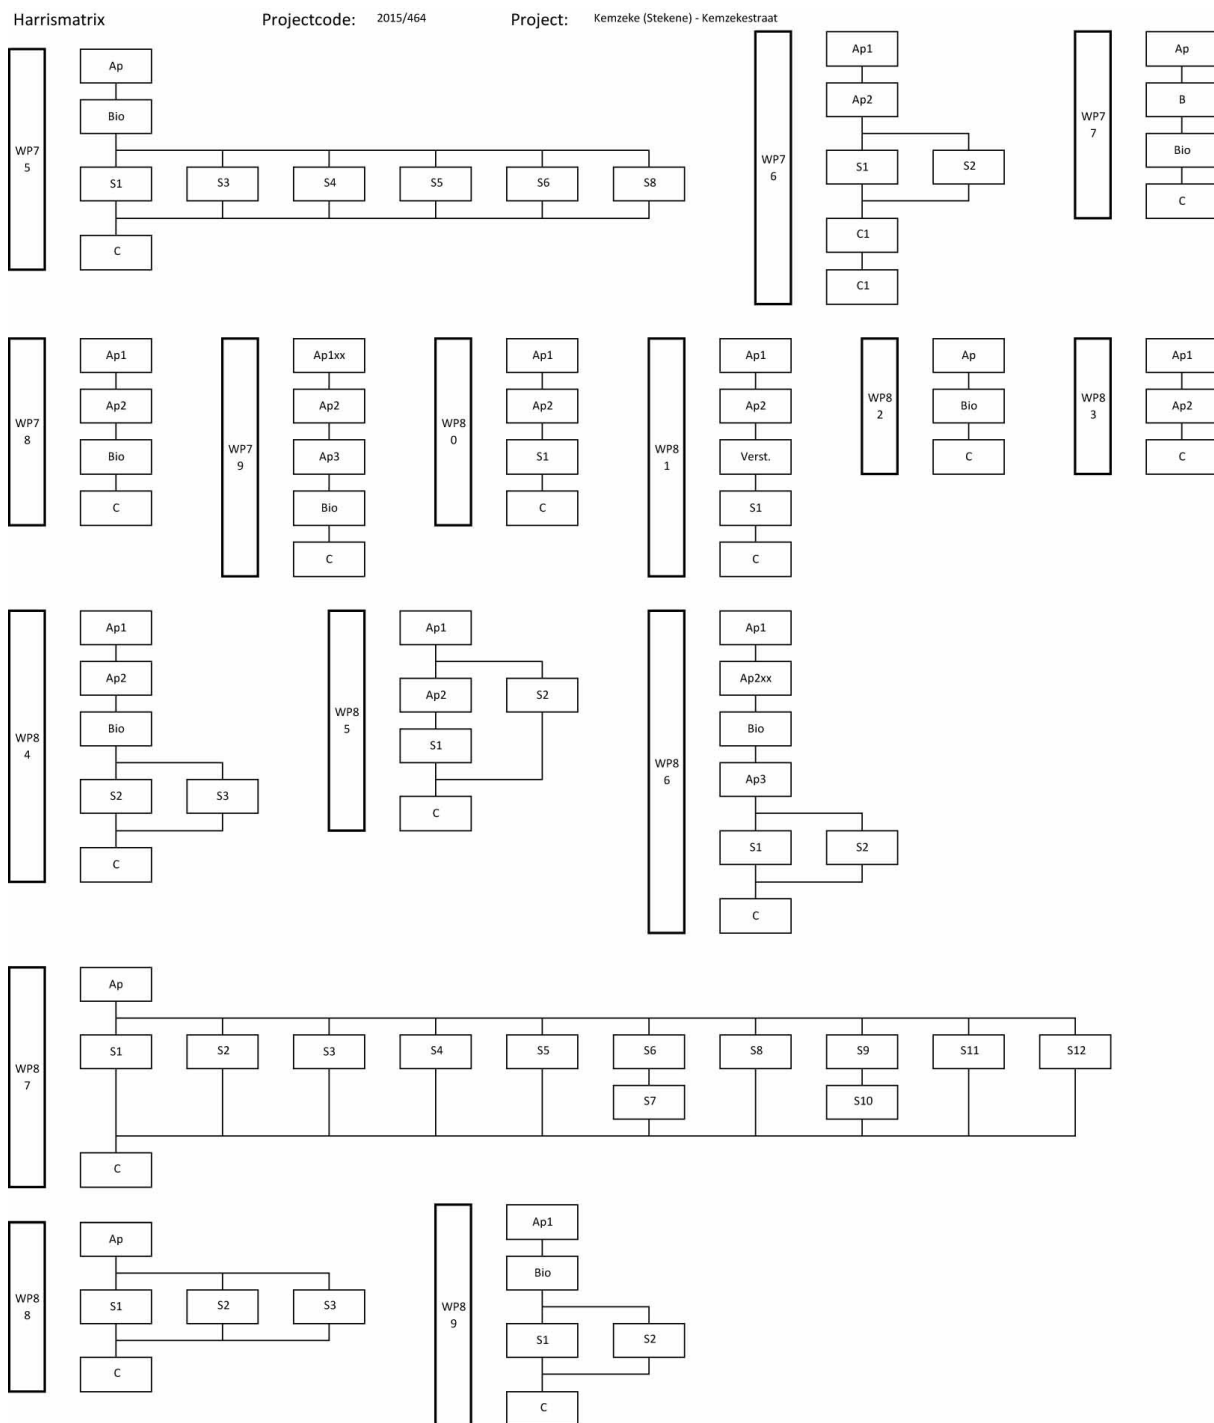 Harrismatrix Projectcode: 2015/464 Project: Kemzeke (Stekene) - Kemzekestraat
WP7
5
Ap
Bio
S1 S3 S4 S5 S6 S8
C
WP7
6
Ap1
Ap2
S1 S2
C1
C1
WP7
7
Ap
B
Bio
C
WP7
8
Ap1
Ap2
Bio
C
WP7
9
Ap1xx
Ap2
Ap3
Bio
C
WP8
0
Ap1
Ap2
S1
C
WP8
1
Ap1
Ap2
Verst.
S1
C
WP8
2
Ap
Bio
C
WP8
3
Ap1
Ap2
C
WP8
4
Ap1
Ap2
Bio
S2 S3
C
WP8
5
Ap1
Ap2 S2
S1
C
WP8
6
Ap1
Ap2xx
Bio
Ap3
S1 S2
C
WP8
7
Ap
S1 S2 S3 S4 S5 S6 S8 S9 S11 S12
S7 S10
C
WP8
8
Ap
S1 S2 S3
C
WP8
9
Ap1
Bio
S1 S2
C